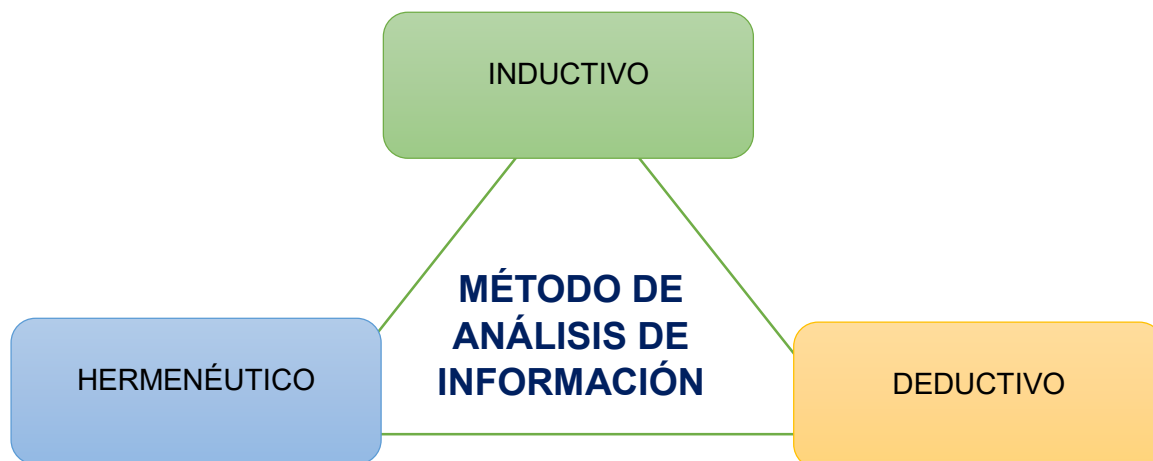 INDUCTIVO
MÉTODO DE
ANÁLISIS DE
INFORMACIÓN
HERMENÉUTICO
DEDUCTIVO